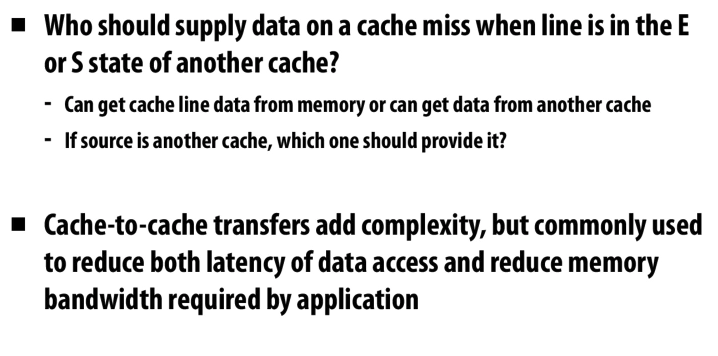 ■ Who should supply data on a cache miss when line is in the E
or S state of another cache?
- Can get cache line data from memory or can get data from another cache
- If source is another cache, which one should provide it?
■ Cache-to-cache transfers add complexity, but commonly used
to reduce both latency of data access and reduce memory
bandwidth required by application